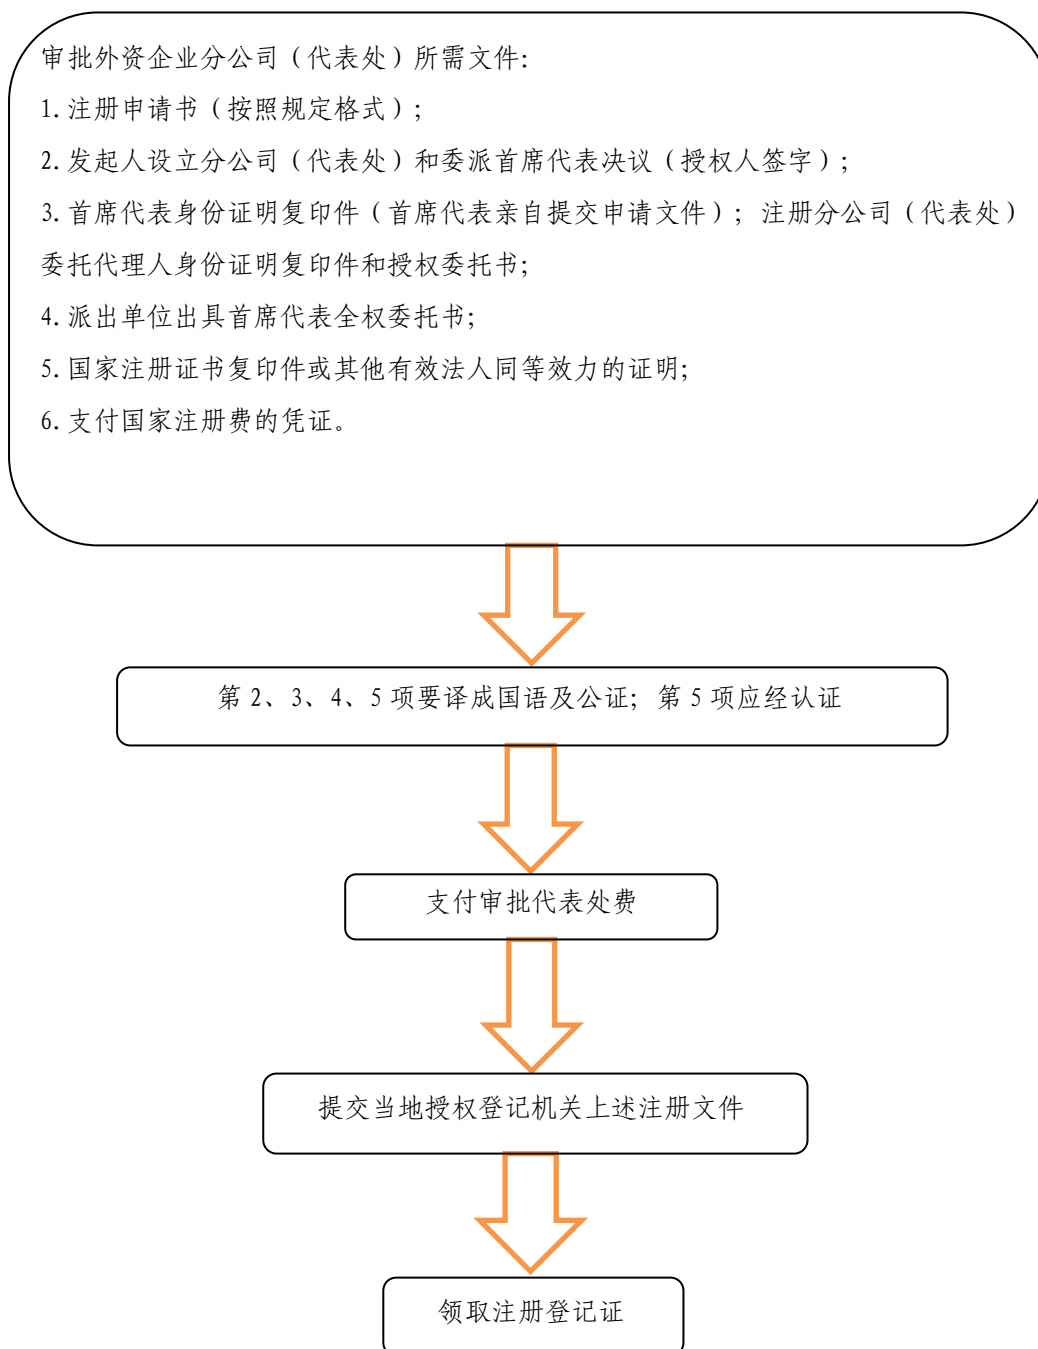 审批外资企业分公司（代表处）所需文件:
1. 注册申请书（按照规定格式）;
2. 发起人设立分公司（代表处）和委派首席代表决议（授权人签字）;
3. 首席代表身份证明复印件（首席代表亲自提交申请文件）; 注册分公司（代表处）
委托代理人身份证明复印件和授权委托书;
4. 派出单位出具首席代表全权委托书;
5. 国家注册证书复印件或其他有效法人同等效力的证明;
6. 支付国家注册费的凭证。
第 2、3、4、5 项要译成国语及公证; 第 5 项应经认证
支付审批代表处费
提交当地授权登记机关上述注册文件
领取注册登记证